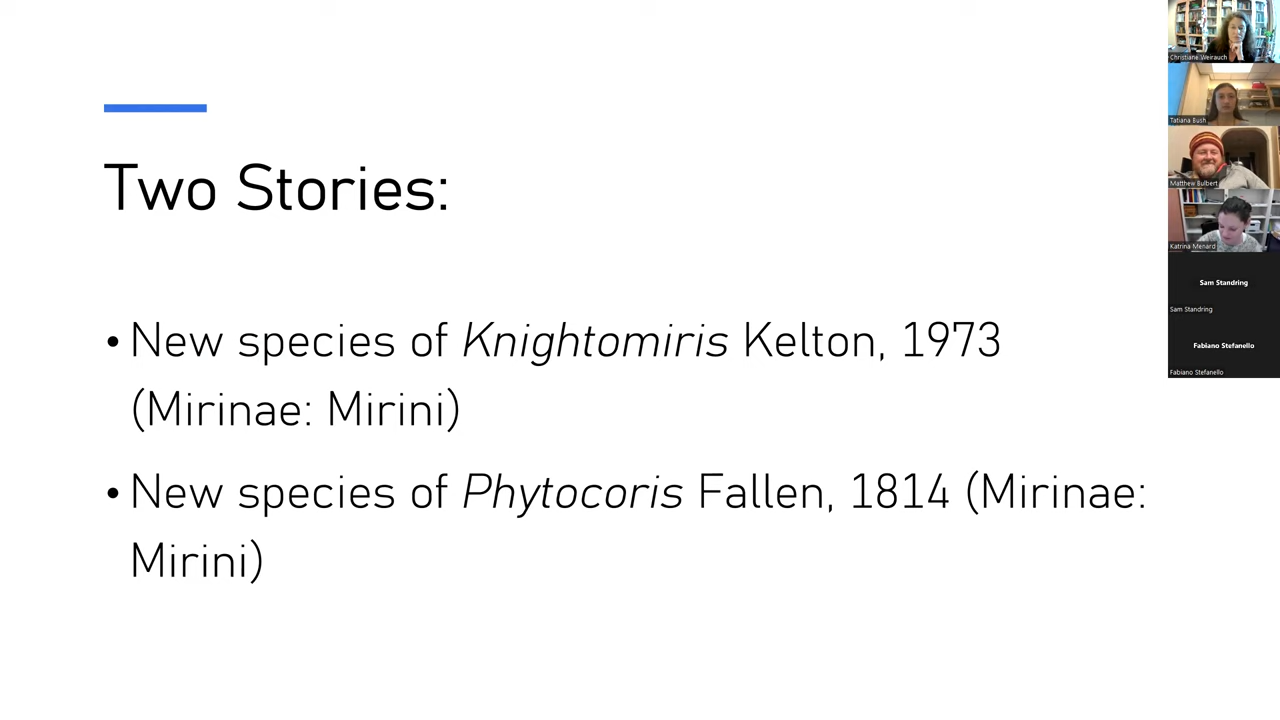 Two Stories:
• New species of Knightomiris Kelton, 1973
(Mirinae: Mirini)
• New species of Phytocoris Fallen, 1814 (Mirinae:
Mirini)
Christiane Weirauch
Tatiana Bush
Matthew Bulbert
Katrina Menard
Sam Standring
Sam Standring
Fabiano Stefanello
Fabiano Stefanello